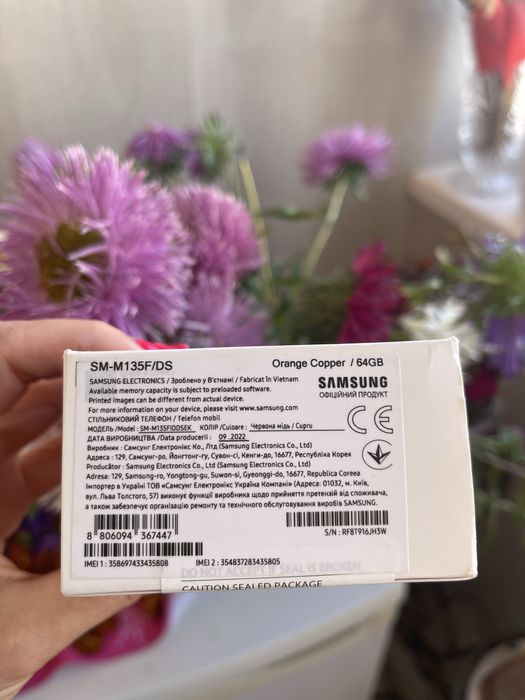 SM-M135F/DS
Orange Copper / 64GB
SAMSUNG ELECTRONICS / Зроблено у В'єтнамі / Fabricat în Vietnam
Available memory capacity is subject to preloaded software.
Printed images can be different from actual device.
For more information on your device, please visit www.samsung.com
СТІЛЬНИКОВИЙ ТЕЛЕФОН / Telefon mobil
МОДЕЛЬ /Model: SM-M135FIDDSEK КОЛІР / Culoare : Червона мідь / Cupru
ДАТА ВИРОБНИЦТВА /Data producerii : 09 .2022
SAMSUNG
ОФІЦІЙНИЙ ПРОДУКТ
CE
Виробник : Самсунг Електронікс Ко., Лтд (Samsung Electronics Co., Ltd)
Адреса : 129, Самсунг-ро, Йонгтонг-гу, Сувон-сі, Кенги-до, 16677, Республіка Корея
Producător : Samsung Electronics Co., Ltd (Samsung Electronics Co., Ltd)
Adresa: 129, Samsung-ro, Yongtong-gu, Suwon-si, Gyeonggi-do, 16677, Republica Coreea
Імпортер в Україні ТОВ «Самсунг Електронікс Україна Компані» (Адреса: 01032, м. Київ,
вул. Льва Толстого, 57) виконує функції виробника щодо прийняття претензій від споживача,
а також забезпечує організацію ремонту та технічного обслуговування виробів SAMSUNG.
8 806094 367447
S/N : RF8T916JH3W
IMEI 1 : 358697433435808
IMEI 2 : 354837283435805
DO NOT ACCEPT IF SEAL IS BROKEN
CAUTION SEALED PACKAGE